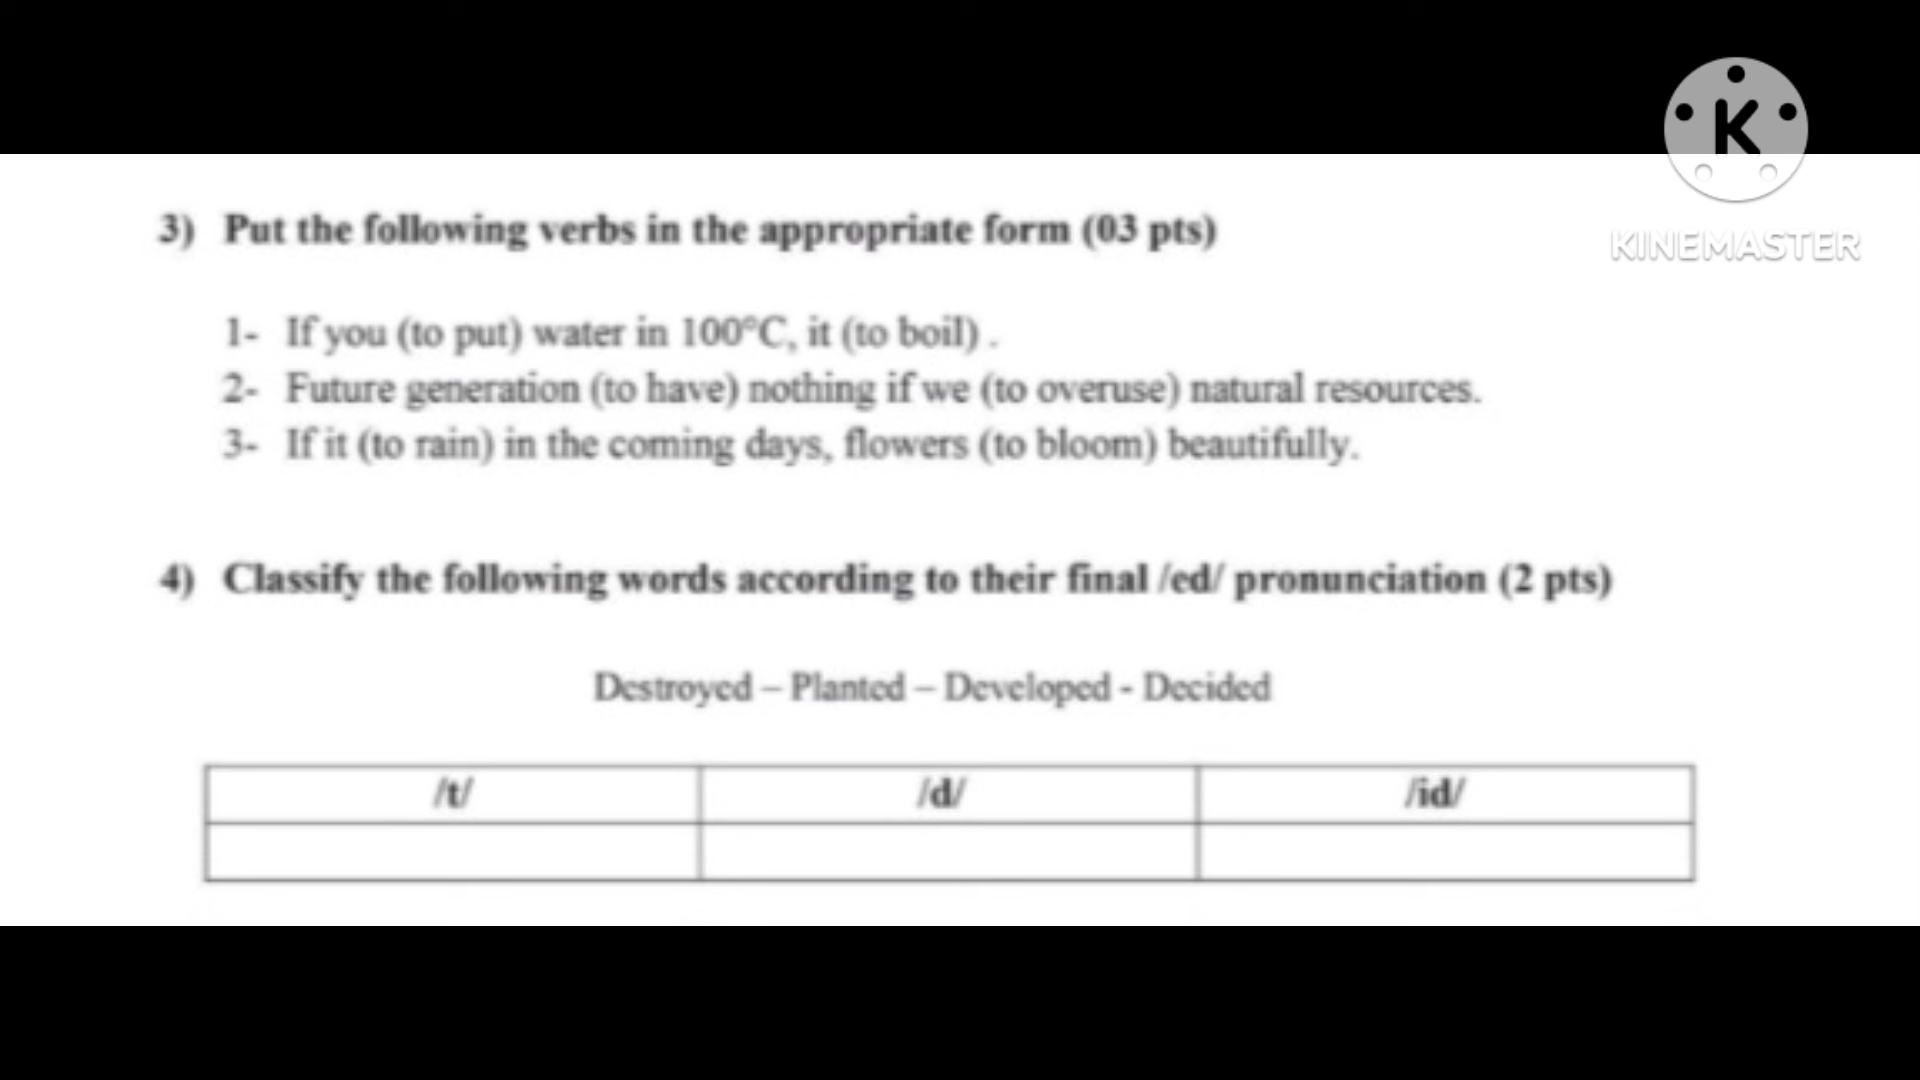 K
KINEMASTER
3) Put the following verbs in the appropriate form (03 pts)
1- If you (to put) water in 100°C, it (to boil) .
2- Future generation (to have) nothing if we (to overuse) natural resources.
3- If it (to rain) in the coming days, flowers (to bloom) beautifully.
4) Classify the following words according to their final /ed/ pronunciation (2 pts)
Destroyed – Planted – Developed - Decided
/t/ /d/ /id/